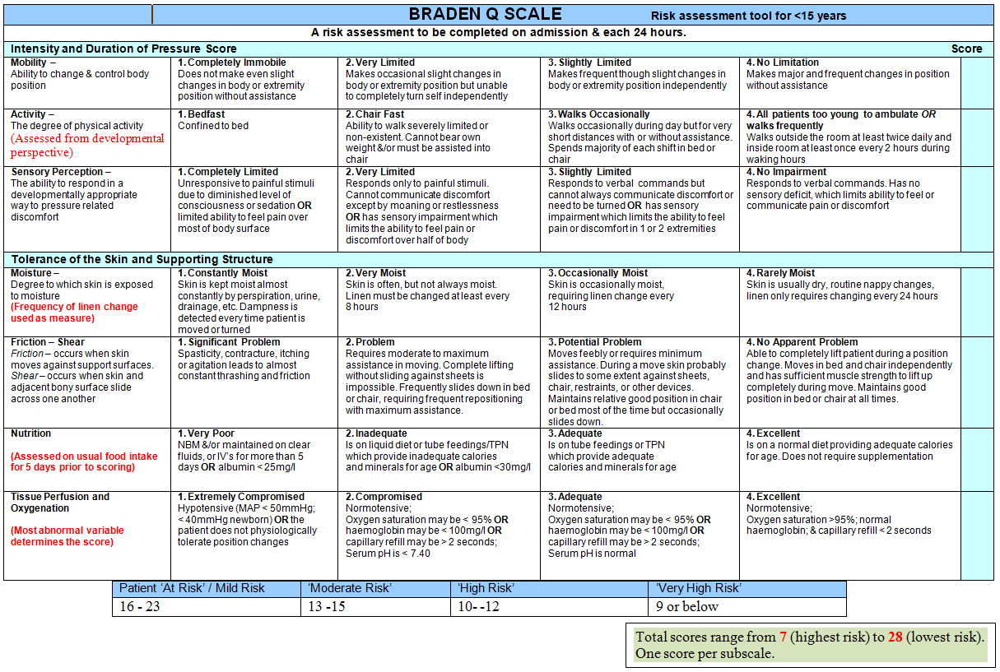 BRADEN Q SCALE Risk assessment tool for <15 years
A risk assessment to be completed on admission & each 24 hours.
Intensity and Duration of Pressure Score Score
Mobility –
Ability to change & control body
position
1. Completely Immobile
Does not make even slight
changes in body or extremity
position without assistance
2. Very Limited
Makes occasional slight changes in
body or extremity position but unable
to completely turn self independently
3. Slightly Limited
Makes frequent though slight changes in
body or extremity position independently
4. No Limitation
Makes major and frequent changes in position
without assistance
Activity –
The degree of physical activity
(Assessed from developmental
perspective)
1. Bedfast
Confined to bed
2. Chair Fast
Ability to walk severely limited or
non-existent. Cannot bear own
weight &/or must be assisted into
chair
3. Walks Occasionally
Walks occasionally during day but for very
short distances with or without assistance.
Spends majority of each shift in bed or
chair
4. All patients too young to ambulate OR
walks frequently
Walks outside the room at least twice daily and
inside room at least once every 2 hours during
waking hours
Sensory Perception –
The ability to respond in a
developmentally appropriate
way to pressure related
discomfort
1. Completely Limited
Unresponsive to painful stimuli
due to diminished level of
consciousness or sedation OR
limited ability to feel pain over
most of body surface
2. Very Limited
Responds only to painful stimuli.
Cannot communicate discomfort
except by moaning or restlessness
OR has sensory impairment which
limits the ability to feel pain or
discomfort over half of body
3. Slightly Limited
Responds to verbal commands but
cannot always communicate discomfort or
need to be turned OR has sensory
impairment which limits the ability to feel
pain or discomfort in 1 or 2 extremities
4. No Impairment
Responds to verbal commands. Has no
sensory deficit, which limits ability to feel or
communicate pain or discomfort
Tolerance of the Skin and Supporting Structure
Moisture –
Degree to which skin is exposed
to moisture
(Frequency of linen change
used as measure)
1. Constantly Moist
Skin is kept moist almost
constantly by perspiration, urine,
drainage, etc. Dampness is
detected every time patient is
moved or turned
2. Very Moist
Skin is often, but not always moist.
Linen must be changed at least every
8 hours
3. Occasionally Moist
Skin is occasionally moist,
requiring linen change every
12 hours
4. Rarely Moist
Skin is usually dry, routine nappy changes,
linen only requires changing every 24 hours
Friction – Shear
Friction – occurs when skin
moves against support surfaces.
Shear – occurs when skin and
adjacent bony surface slide
across one another
1. Significant Problem
Spasticity, contracture, itching
or agitation leads to almost
constant thrashing and friction
2. Problem
Requires moderate to maximum
assistance in moving. Complete lifting
without sliding against sheets is
impossible. Frequently slides down in bed
or chair, requiring frequent repositioning
with maximum assistance.
3. Potential Problem
Moves feebly or requires minimum
assistance. During a move skin probably
slides to some extent against sheets,
chair, restraints, or other devices.
Maintains relative good position in chair
or bed most of the time but occasionally
slides down.
4. No Apparent Problem
Able to completely lift patient during a position
change. Moves in bed and chair independently
and has sufficient muscle strength to lift up
completely during move. Maintains good
position in bed or chair at all times.
Nutrition
(Assessed on usual food intake
for 5 days prior to scoring)
1. Very Poor
NBM &/or maintained on clear
fluids, or IV's for more than 5
days OR albumin < 25mg/l
2. Inadequate
Is on liquid diet or tube feedings/TPN
which provide inadequate calories
and minerals for age OR albumin <30mg/l
3. Adequate
Is on tube feedings or TPN
which provide adequate
calories and minerals for age
4. Excellent
Is on a normal diet providing adequate calories
for age. Does not require supplementation
Tissue Perfusion and
Oxygenation
(Most abnormal variable
determines the score)
1. Extremely Compromised
Hypotensive (MAP < 50mmHg;
< 40mmHg newborn) OR the
patient does not physiologically
tolerate position changes
2. Compromised
Normotensive;
Oxygen saturation may be < 95% OR
haemoglobin may be < 100mg/l OR
capillary refill may be > 2 seconds;
Serum pH is < 7.40
3. Adequate
Normotensive;
Oxygen saturation may be < 95% OR
haemoglobin may be < 100mg/l OR
capillary refill may be > 2 seconds;
Serum pH is normal
4. Excellent
Normotensive;
Oxygen saturation >95%; normal
haemoglobin; & capillary refill < 2 seconds
Patient 'At Risk' / Mild Risk 'Moderate Risk' 'High Risk' 'Very High Risk'
16 - 23 13 -15 10- -12 9 or below
Total scores range from 7 (highest risk) to 28 (lowest risk).
One score per subscale.